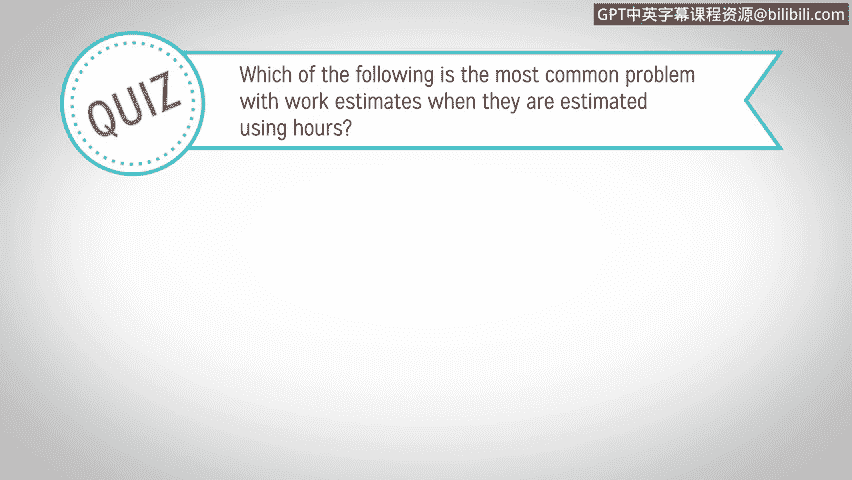 GPT中英字幕课程资源@bilibili.com
QUIZ
Which of the following is the most common problem
with work estimates when they are estimated
using hours?